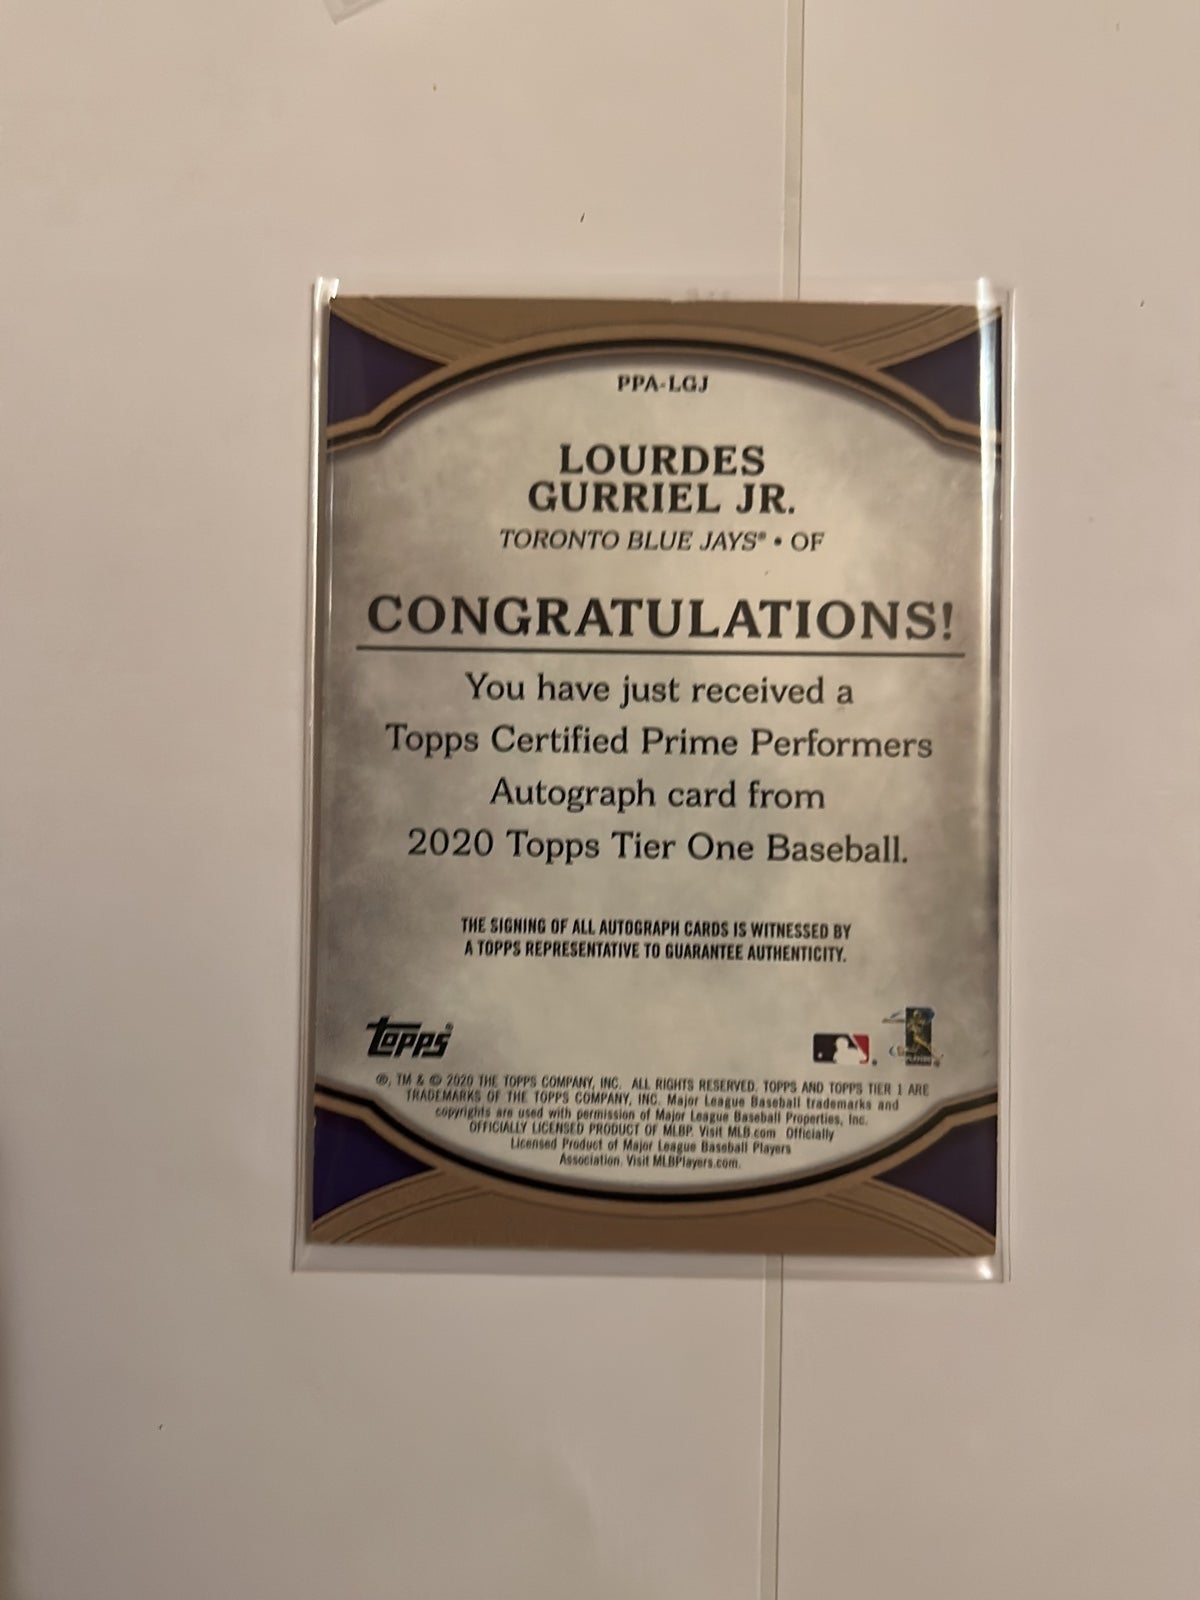 PPA-LGJ
LOURDES
GURRIEL JR.
TORONTO BLUE JAYS® • OF
CONGRATULATIONS!
You have just received a
Topps Certified Prime Performers
Autograph card from
2020 Topps Tier One Baseball.
THE SIGNING OF ALL AUTOGRAPH CARDS IS WITNESSED BY
A TOPPS REPRESENTATIVE TO GUARANTEE AUTHENTICITY.
Topps®
®, TM & © 2020 THE TOPPS COMPANY, INC. ALL RIGHTS RESERVED. TOPPS AND TOPPS TIER 1 ARE
TRADEMARKS OF THE TOPPS COMPANY, INC. Major League Baseball trademarks and
copyrights are used with permission of Major League Baseball Properties, Inc.
OFFICIALLY LICENSED PRODUCT OF MLBP. Visit MLB.com Officially
Licensed Product of Major League Baseball Players
Association. Visit MLBPlayers.com.